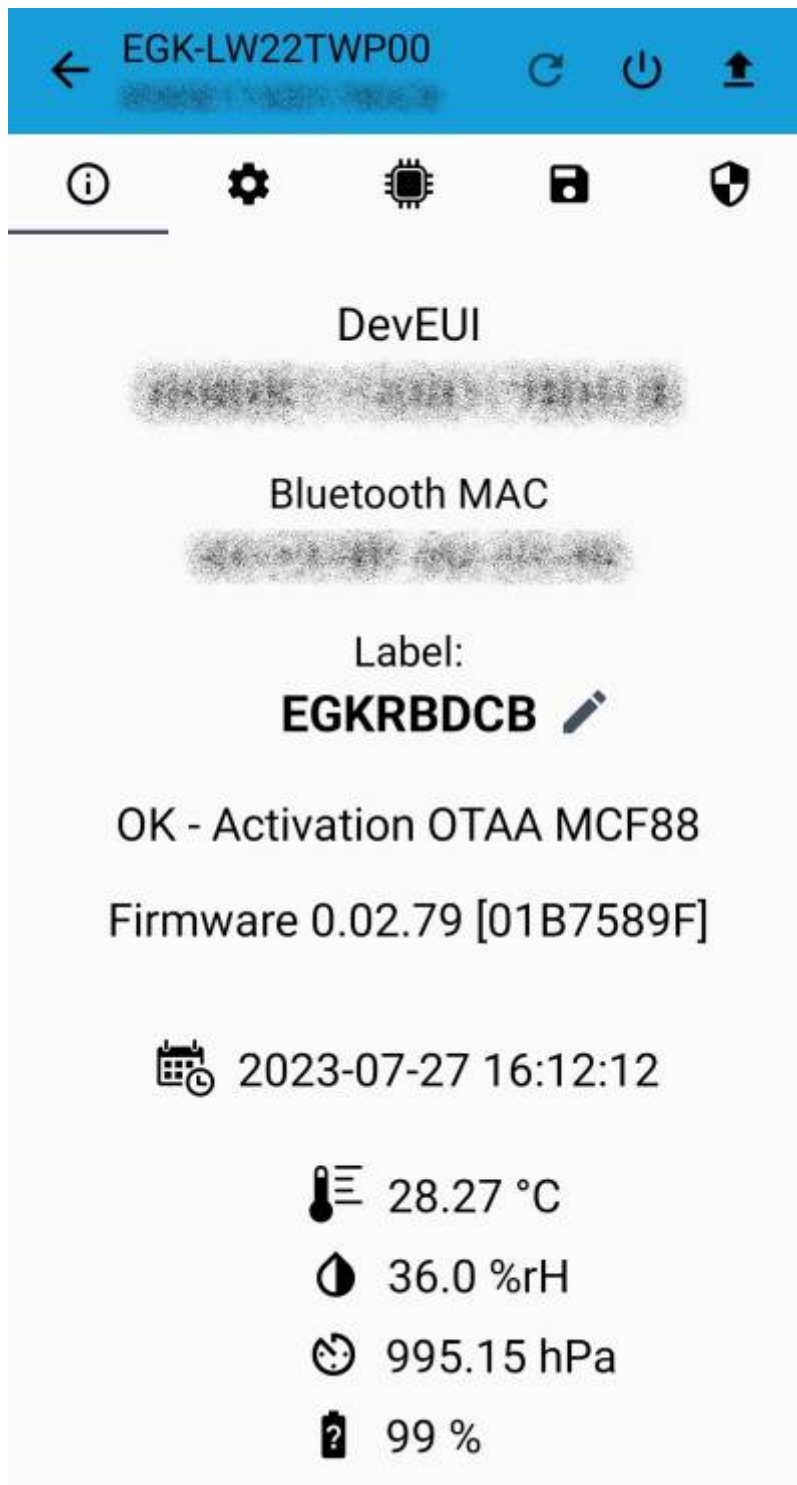 EGK-LW22TWP00
DevEUI
Bluetooth MAC
Label:
EGKRBDCB
OK - Activation OTAA MCF88
Firmware 0.02.79 [01B7589F]
2023-07-27 16:12:12
28.27 °C
36.0 %rH
995.15 hPa
99 %